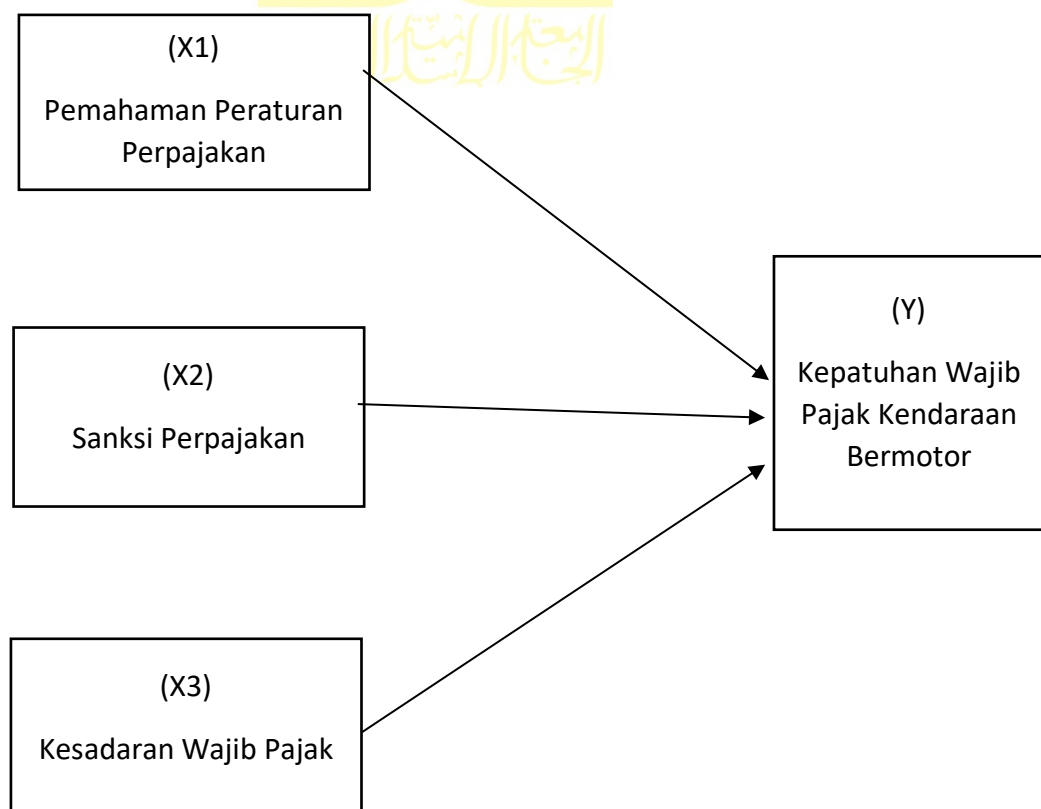 (X1)
Pemahaman Peraturan
Perpajakan
(X2)
Sanksi Perpajakan
(X3)
Kesadaran Wajib Pajak
(Y)
Kepatuhan Wajib
Pajak Kendaraan
Bermotor